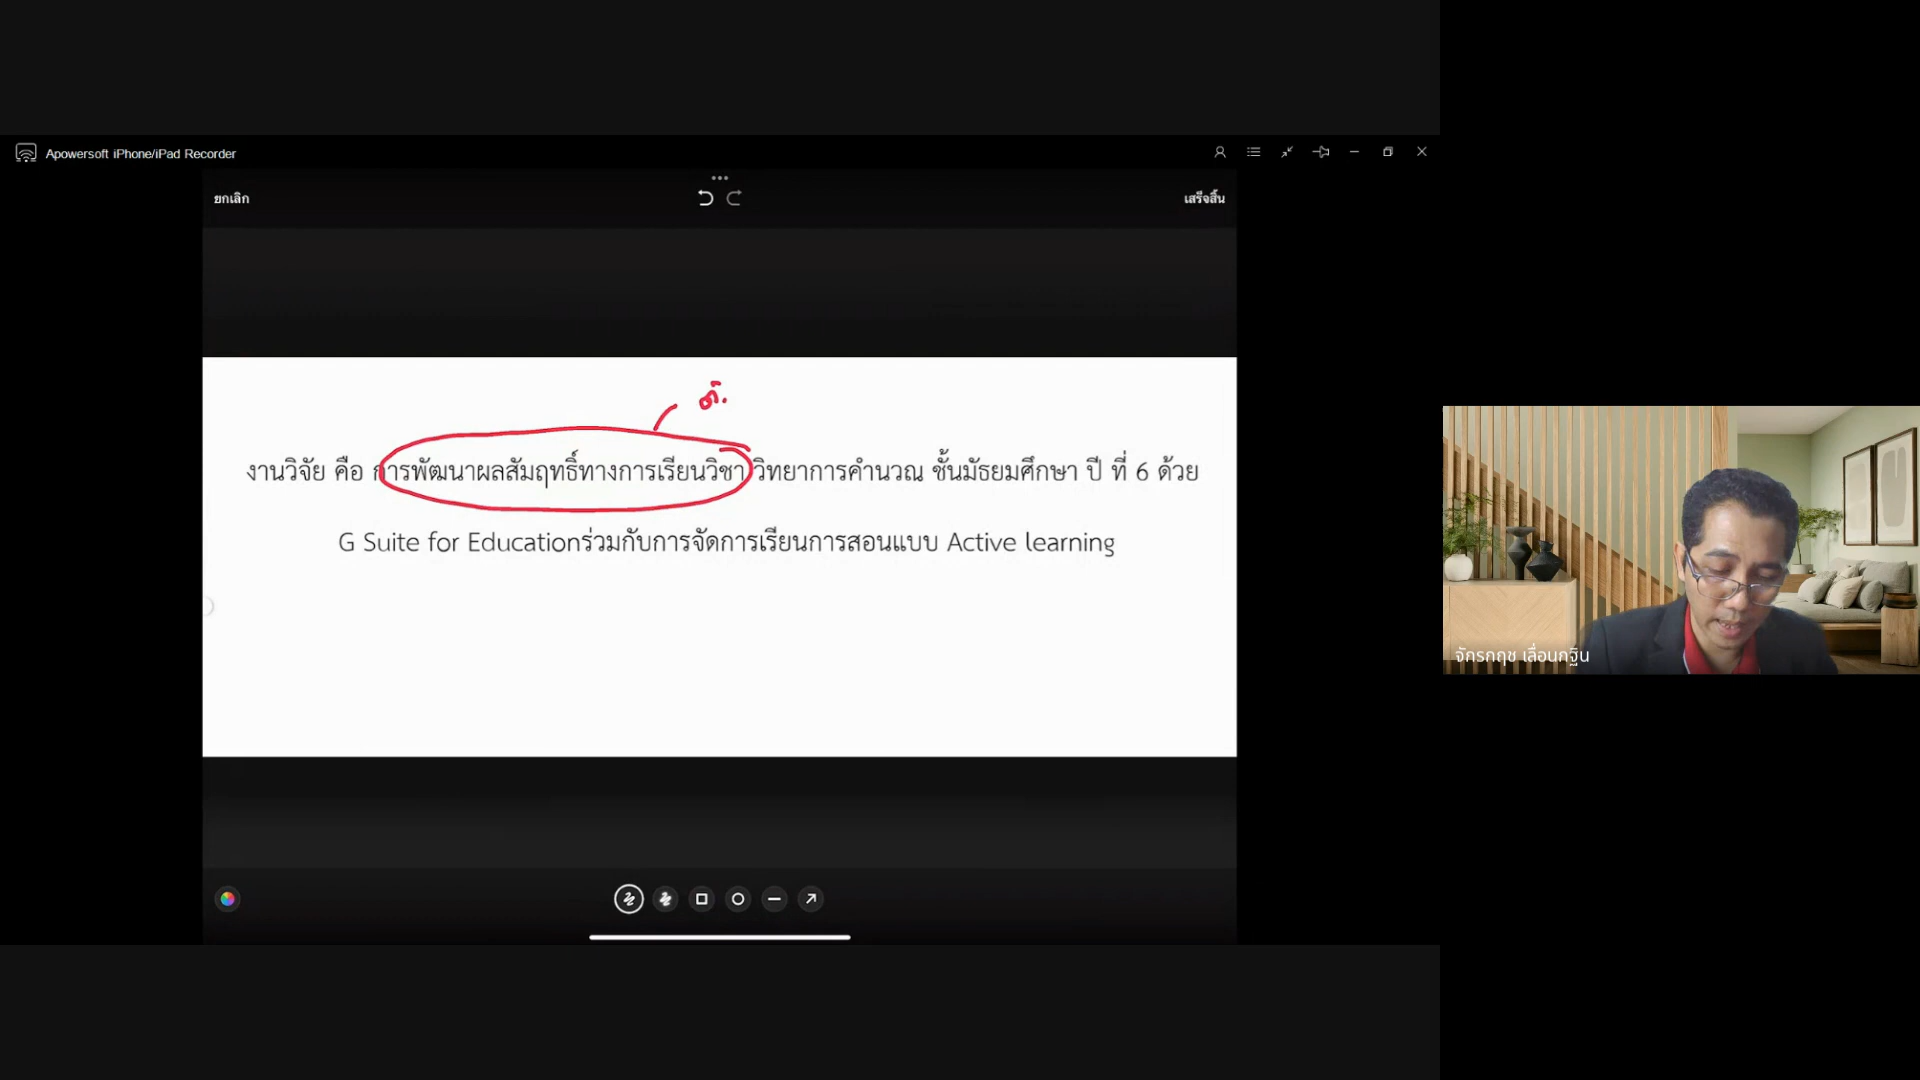 Apowersoft iPhone/iPad Recorder
ยกเลิก
เสร็จสิ้น
งานวิจัย คือ การพัฒนาผลสัมฤทธิ์ทางการเรียนวิชา วิทยาการคำนวณ ชั้นมัธยมศึกษา ปี ที่ 6 ด้วย
G Suite for Educationร่วมกับการจัดการเรียนการสอนแบบ Active learning
จักรกฤช เลื่อนกฐิน